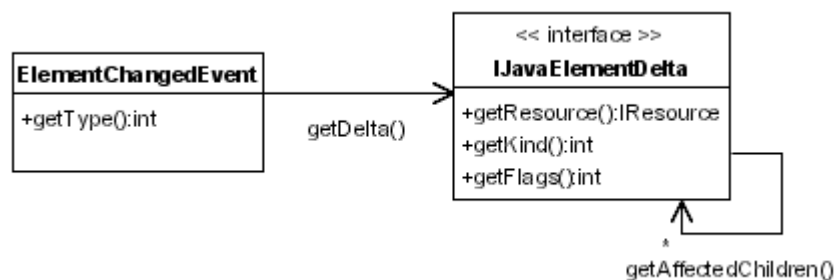 << interface >>
IJavaElementDelta
ElementChangedEvent
+getType():int
getDelta()
+getResource():IResource
+getKind():int
+getFlags():int
*
getAffectedChildren()